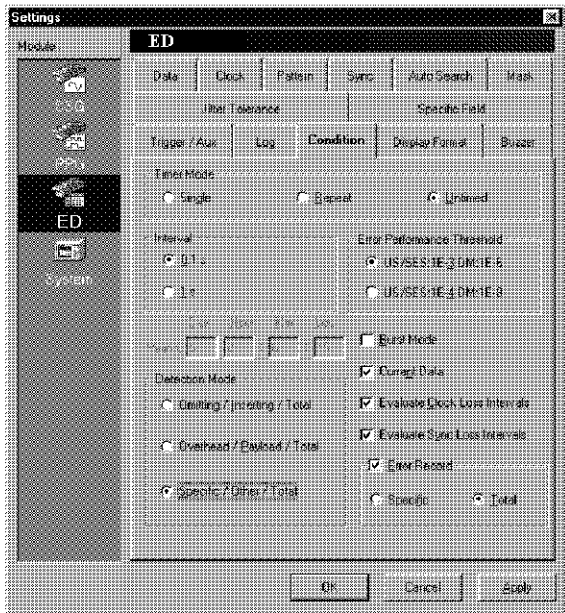 Settings
Module
ED
Data Clock Pattern Sync Auto Search Mask
Jitter Tolerance Specific Field
Trigger / Aux Log Condition Display Format Buzzer
PPG
ED
System
Timer Mode
Single Repeat Untimed
Interval
0.1 s
1 s
Error Performance Threshold
US/SES:1E-3 DM:1E-6
US/SES:1E-4 DM:1E-8
Burst Mode
Current Data
Evaluate Clock Loss Intervals
Evaluate Sync Loss Intervals
Error Record
Specific Total
Detection Mode
Omitting / Inserting / Total
Overhead / Payload / Total
Specific / Other / Total
OK Cancel Apply